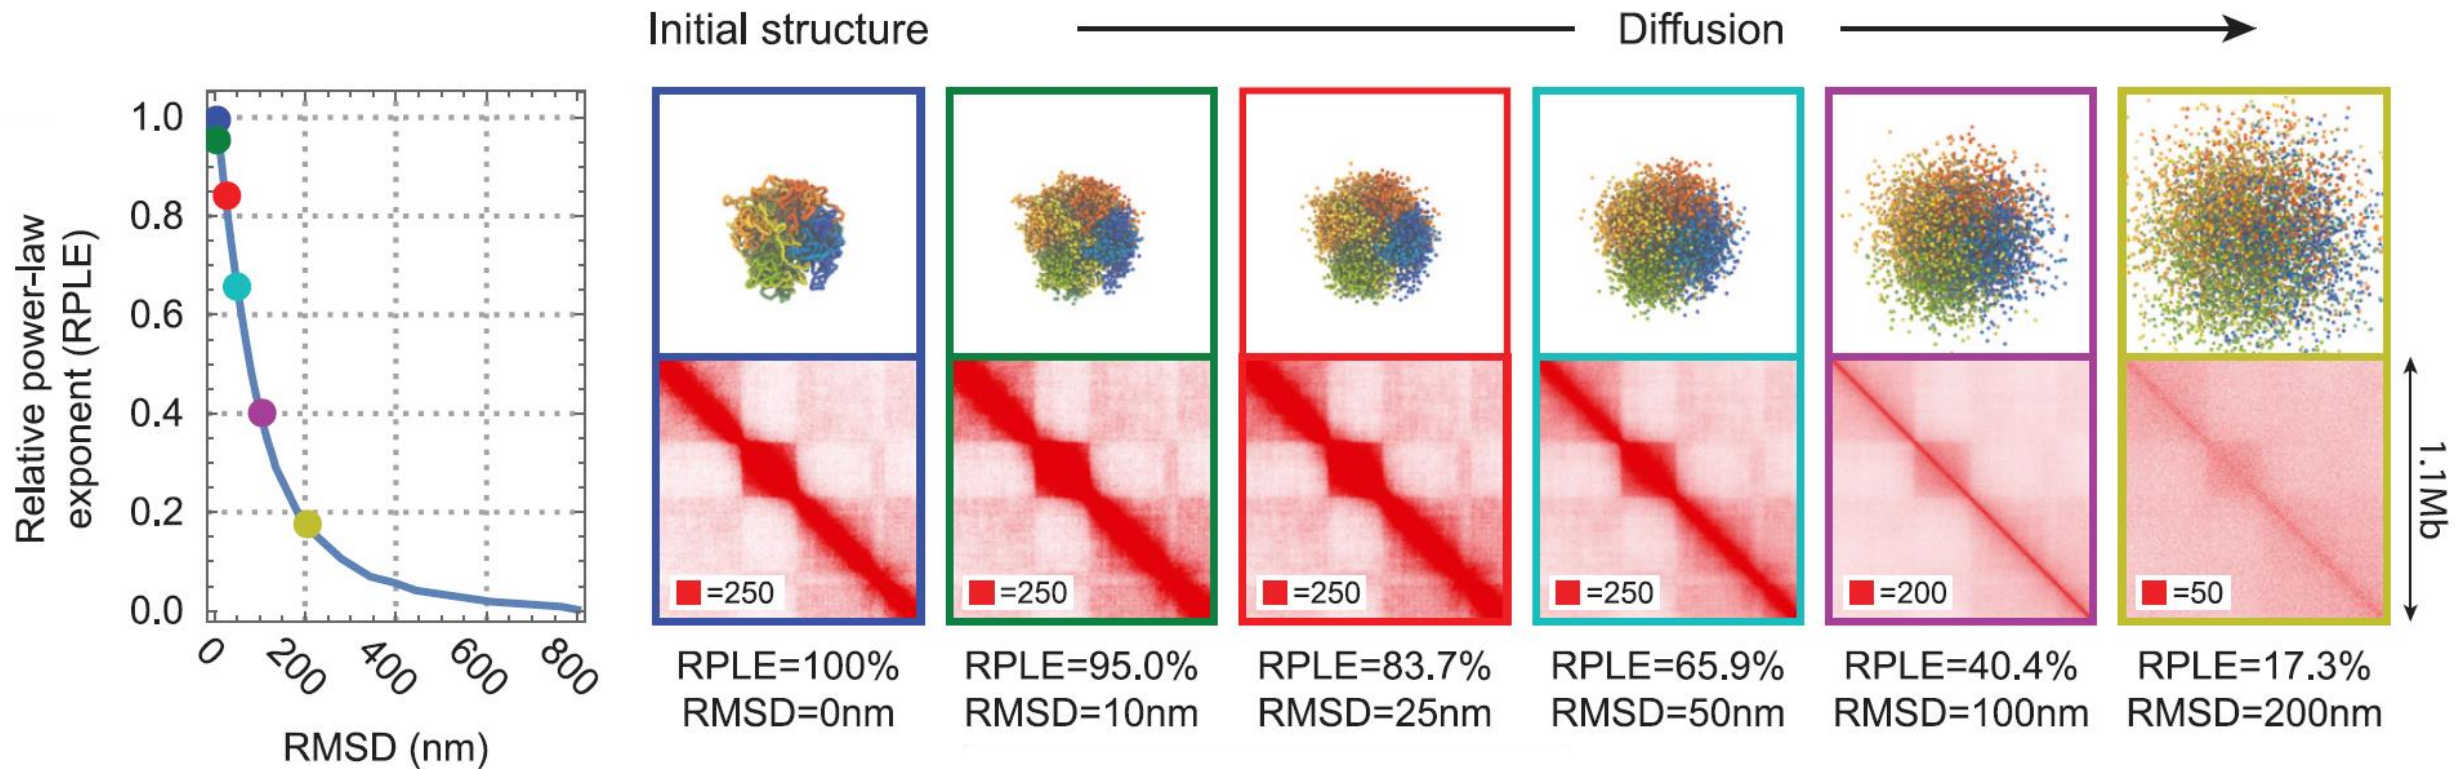 Initial structure
Diffusion
Relative power-law
exponent (RPLE)
1.0
0.8
0.6
0.4
0.2
0.0
0
200
400
600
800
RMSD (nm)
=250
=250
=250
=250
=200
=50
1.1Mb
RPLE=100%
RMSD=0nm
RPLE=95.0%
RMSD=10nm
RPLE=83.7%
RMSD=25nm
RPLE=65.9%
RMSD=50nm
RPLE=40.4%
RMSD=100nm
RPLE=17.3%
RMSD=200nm